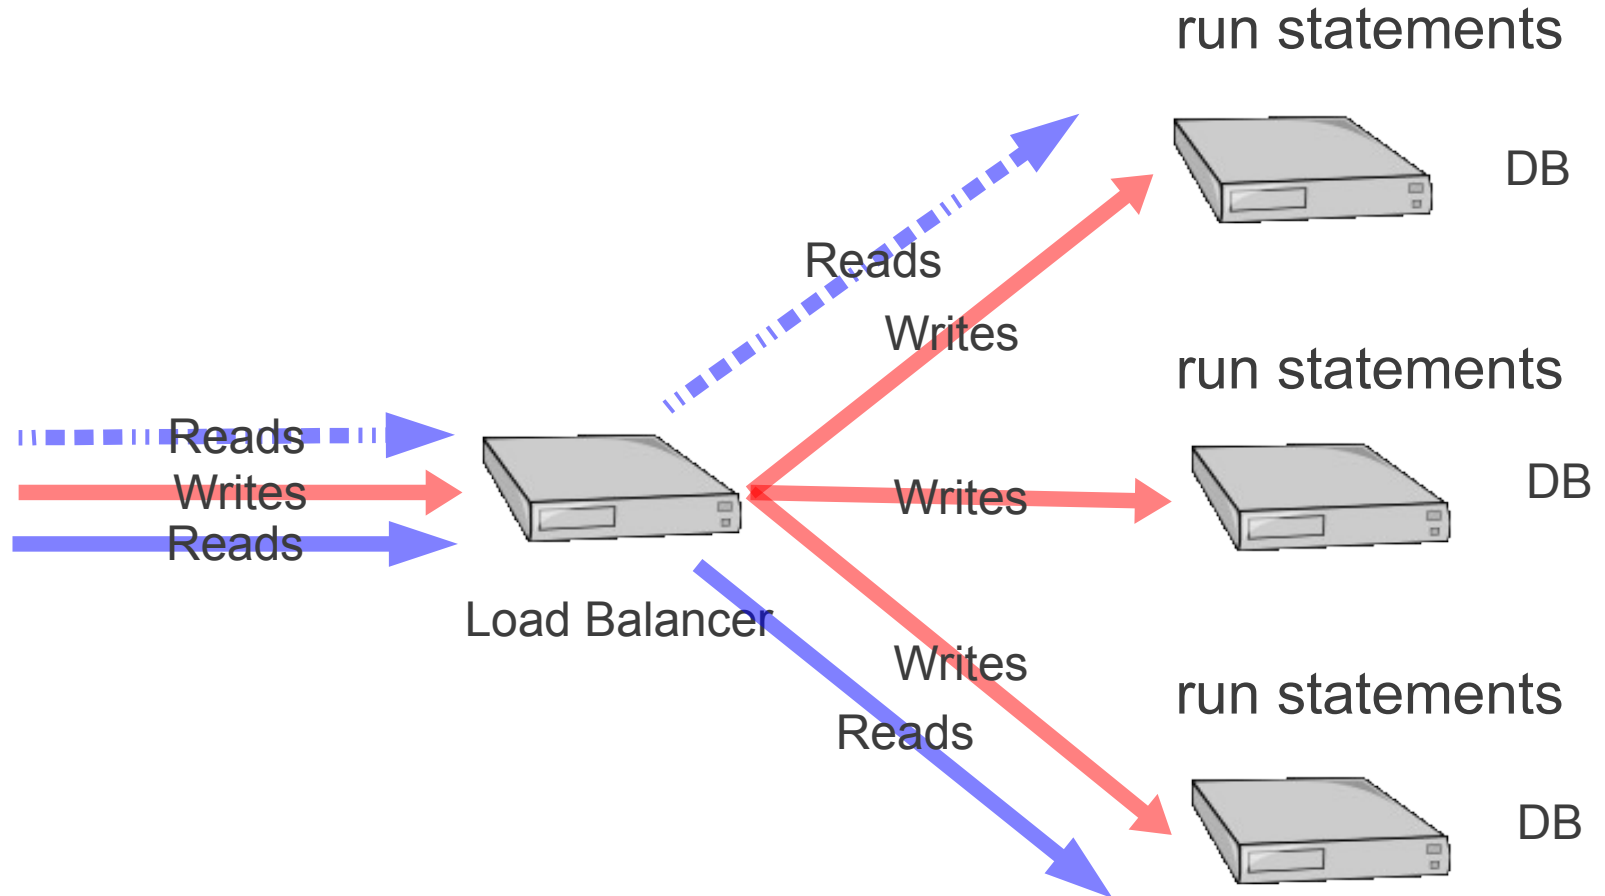 run statements
DB
Reads
Writes
run statements
Reads
Writes
Reads
Writes
DB
Load Balancer
Writes
Reads
run statements
DB